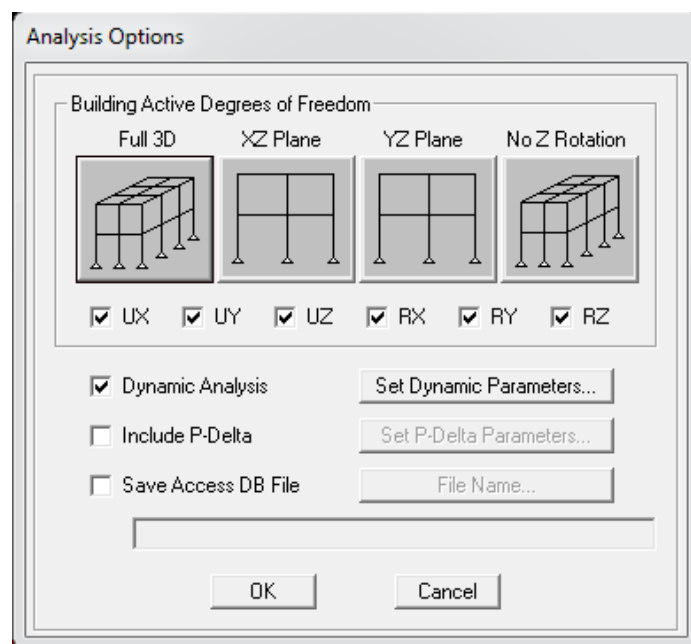 Analysis Options
Building Active Degrees of Freedom
Full 3D XZ Plane YZ Plane No Z Rotation
UX UY UZ RX RY RZ
Dynamic Analysis Set Dynamic Parameters...
Include P-Delta Set P-Delta Parameters...
Save Access DB File File Name...
OK Cancel